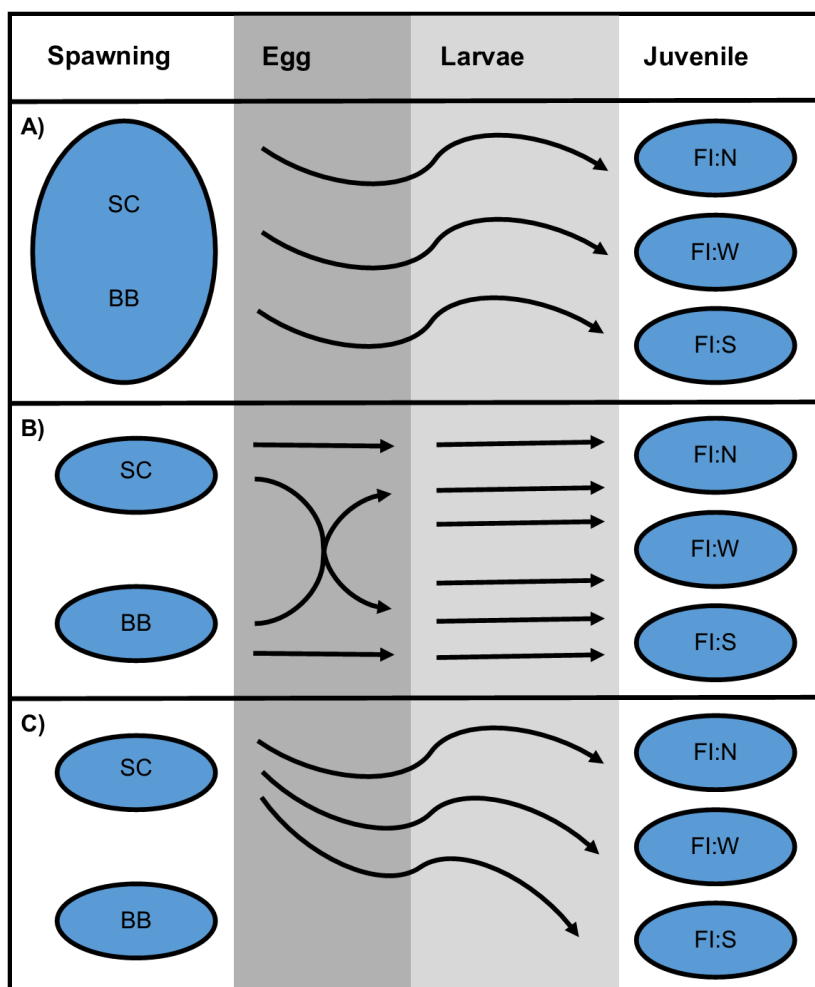 Spawning Egg Larvae Juvenile
A)
SC
BB
FI:N
FI:W
FI:S
B)
SC
BB
FI:N
FI:W
FI:S
C)
SC
BB
FI:N
FI:W
FI:S